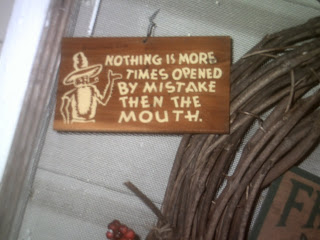 NOTHING IS MORE
TIMES OPENED
BY MISTAKE
THEN THE
MOUTH.